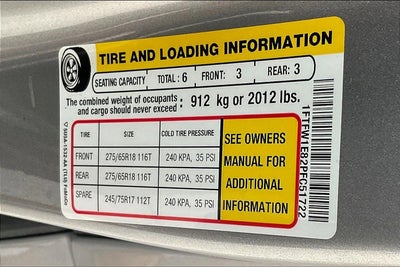 TIRE AND LOADING INFORMATION
SEATING CAPACITY TOTAL: 6 FRONT: 3 REAR: 3
The combined weight of occupants and cargo should never exceed : 912 kg or 2012 lbs.
TIRE SIZE COLD TIRE PRESSURE
FRONT 275/65R18 116T 240 KPA, 35 PSI
REAR 275/65R18 116T 240 KPA, 35 PSI
SPARE 245/75R17 112T 240 KPA, 35 PSI
SEE OWNERS
MANUAL FOR
ADDITIONAL
INFORMATION
1FTFW1E82PFC51722